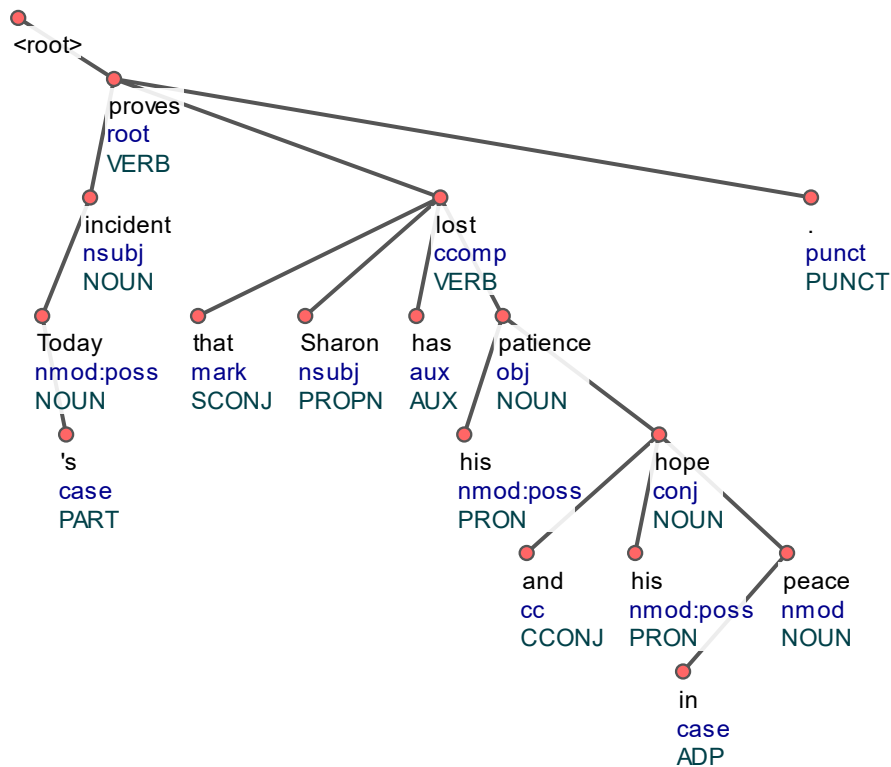 <root>
proves
root
VERB
incident
nsubj
NOUN
lost
ccomp
VERB
.
punct
PUNCT
Today
nmod:poss
NOUN
that
mark
SCONJ
Sharon
nsubj
PROPN
has
aux
AUX
patience
obj
NOUN
's
case
PART
his
nmod:poss
PRON
hope
conj
NOUN
and
cc
CCONJ
his
nmod:poss
PRON
peace
nmod
NOUN
in
case
ADP